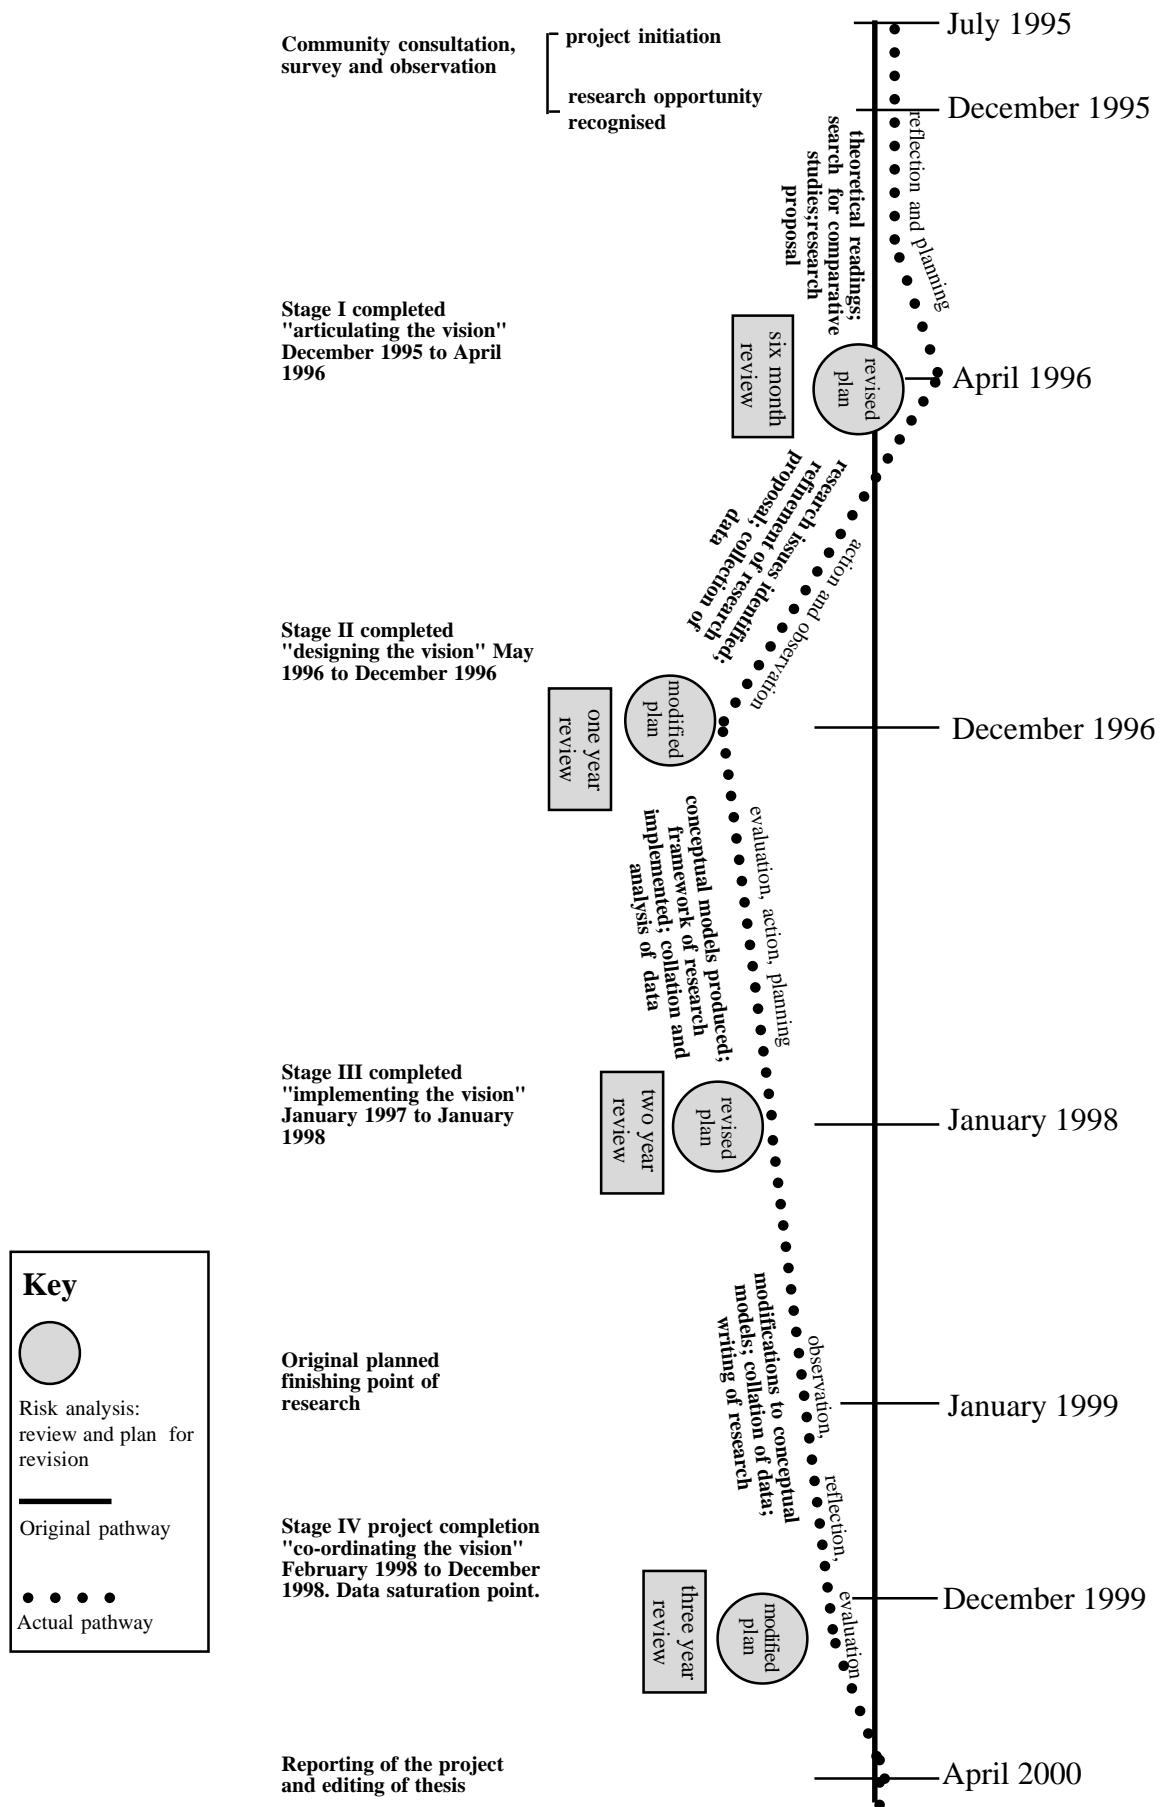 July 1995
Community consultation,
survey and observation
project initiation
research opportunity
recognised
December 1995
reflection and planning
theoretical readings;
search for comparative
studies;research
proposal
Stage I completed
"articulating the vision"
December 1995 to April
1996
six month
review
revised
plan
April 1996
research issues identified;
refinement of research
proposal; collection of
data
action and observation
Stage II completed
"designing the vision" May
1996 to December 1996
one year
review
modified
plan
December 1996
conceptual models produced;
framework of research
implemented; collation and
analysis of data
evaluation, action, planning
Stage III completed
"implementing the vision"
January 1997 to January
1998
two year
review
revised
plan
January 1998
modifications to conceptual
models; collation of data;
writing of research
observation,
reflection,
evaluation
Original planned
finishing point of
research
January 1999
Stage IV project completion
"co-ordinating the vision"
February 1998 to December
1998. Data saturation point.
three year
review
modified
plan
December 1999
Reporting of the project
and editing of thesis
April 2000
Key
Risk analysis:
review and plan for
revision
Original pathway
Actual pathway